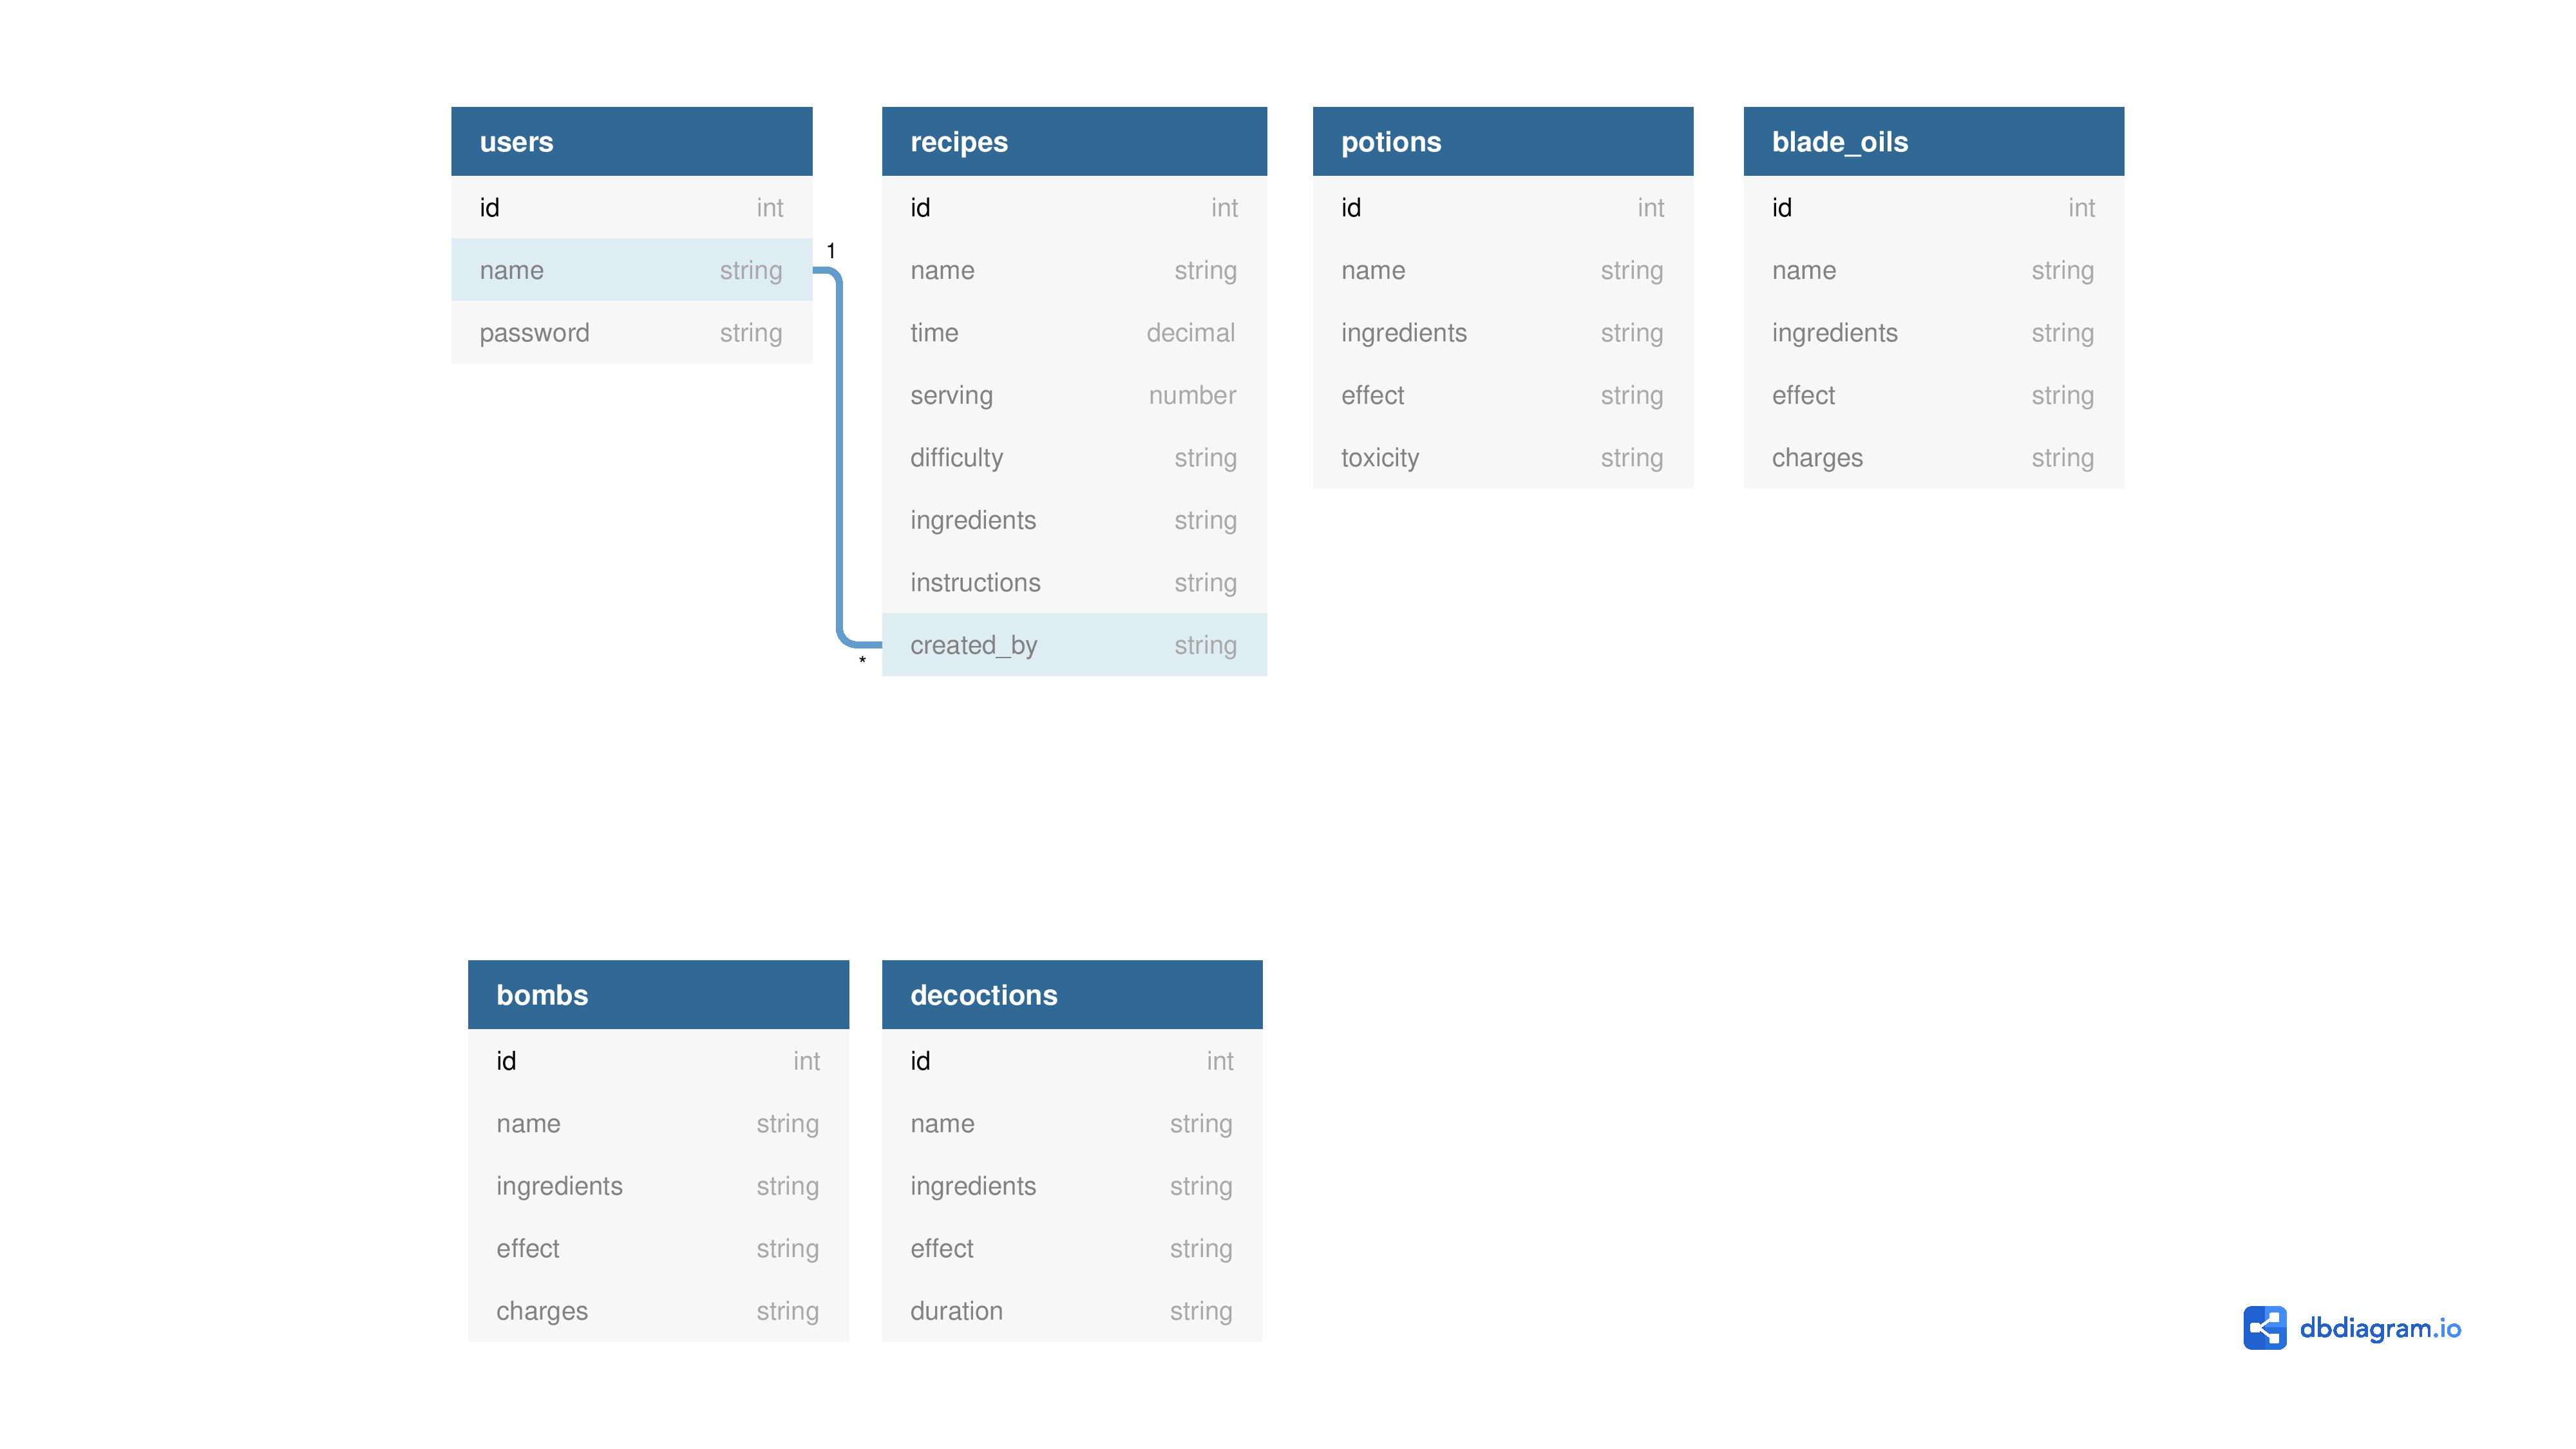 users
id int
name string
password string
1
*
recipes
id int
name string
time decimal
serving number
difficulty string
ingredients string
instructions string
created_by string
potions
id int
name string
ingredients string
effect string
toxicity string
blade_oils
id int
name string
ingredients string
effect string
charges string
bombs
id int
name string
ingredients string
effect string
charges string
decoctions
id int
name string
ingredients string
effect string
duration string
dbdiagram.io